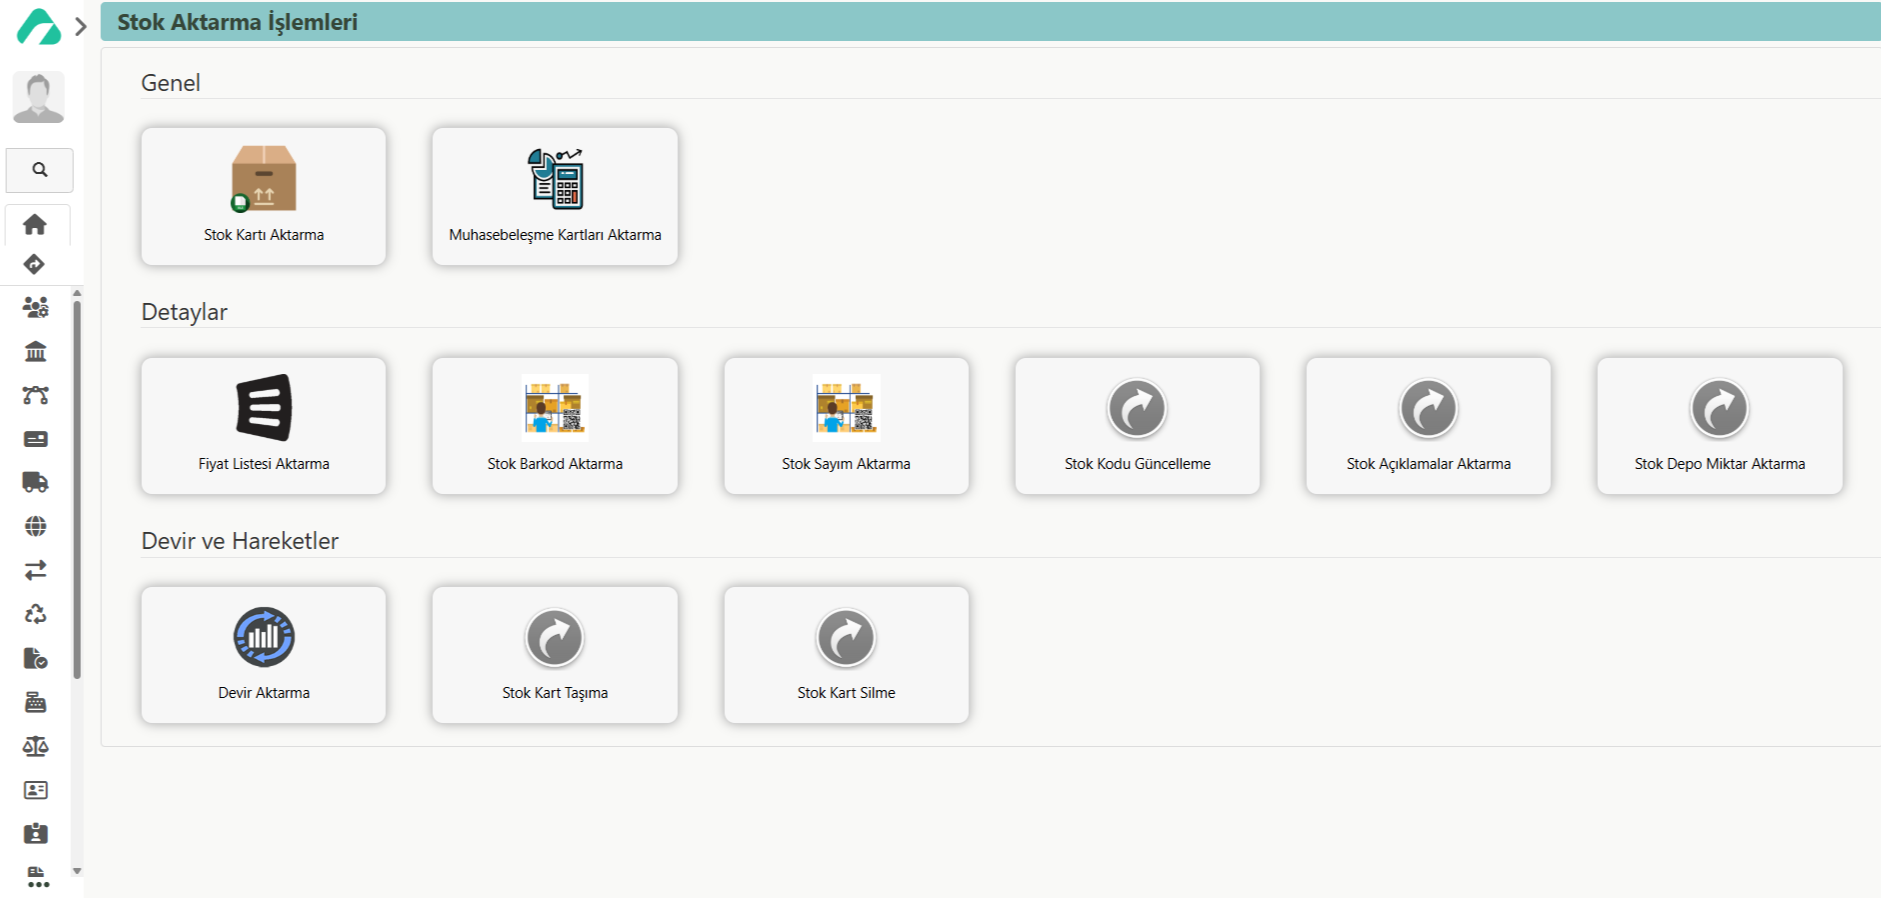 Stok Aktarma İşlemleri
Genel
Stok Kartı Aktarma
Muhasebeleşme Kartları Aktarma
Detaylar
Fiyat Listesi Aktarma
Stok Barkod Aktarma
Stok Sayım Aktarma
Stok Kodu Güncelleme
Stok Açıklamalar Aktarma
Stok Depo Miktar Aktarma
Devir ve Hareketler
Devir Aktarma
Stok Kart Taşıma
Stok Kart Silme